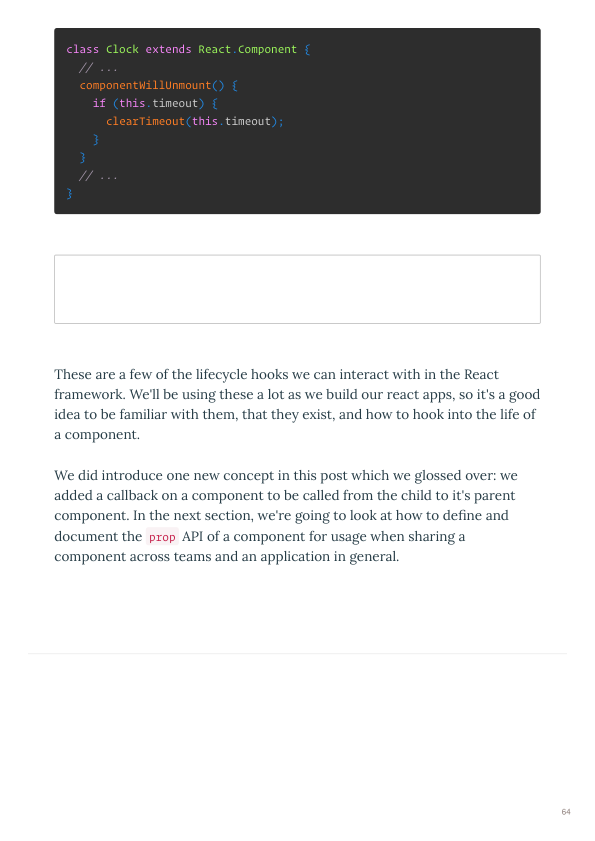 class Clock extends React.Component {
  // ...
  componentWillUnmount() {
    if (this.timeout) {
      clearTimeout(this.timeout);
    }
  }
  // ...
}
These are a few of the lifecycle hooks we can interact with in the React
framework. We'll be using these a lot as we build our react apps, so it's a good
idea to be familiar with them, that they exist, and how to hook into the life of
a component.
We did introduce one new concept in this post which we glossed over: we
added a callback on a component to be called from the child to it's parent
component. In the next section, we're going to look at how to define and
document the prop API of a component for usage when sharing a
component across teams and an application in general.
64